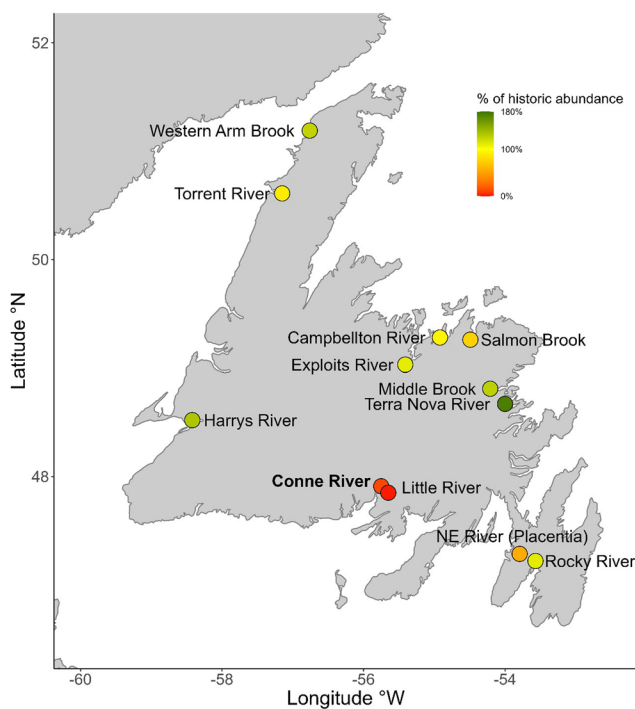 52
% of historic abundance
180%
100%
0%
Western Arm Brook
Torrent River
50
Latitude °N
Campbellton River
Salmon Brook
Exploits River
Middle Brook
Terra Nova River
Harrys River
48
Conne River
Little River
NE River (Placentia)
Rocky River
-60
-58
-56
-54
Longitude °W